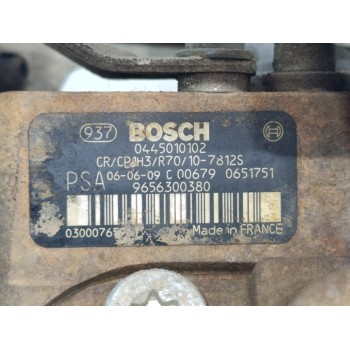 937 BOSCH
0445010102
CR/CP1H3/R70/10-7812S
PSA 06-06-09 C 00679 0651751
9656300380
Made in FRANCE